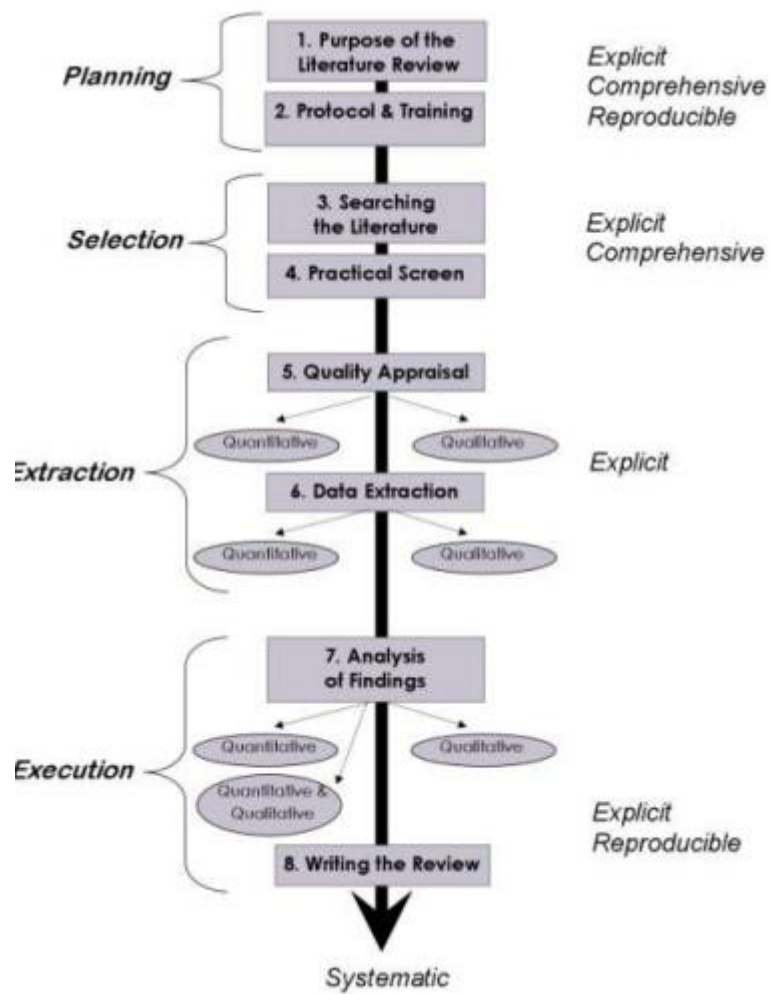 1. Purpose of the
Literature Review
Planning
Explicit
Comprehensive
Reproducible
2. Protocol & Training
3. Searching
the Literature
Selection
Explicit
Comprehensive
4. Practical Screen
5. Quality Appraisal
Quantitative
Qualitative
Extraction
Explicit
6. Data Extraction
Quantitative
Qualitative
7. Analysis
of Findings
Quantitative
Qualitative
Execution
Quantitative &
Qualitative
Explicit
Reproducible
8. Writing the Review
Systematic